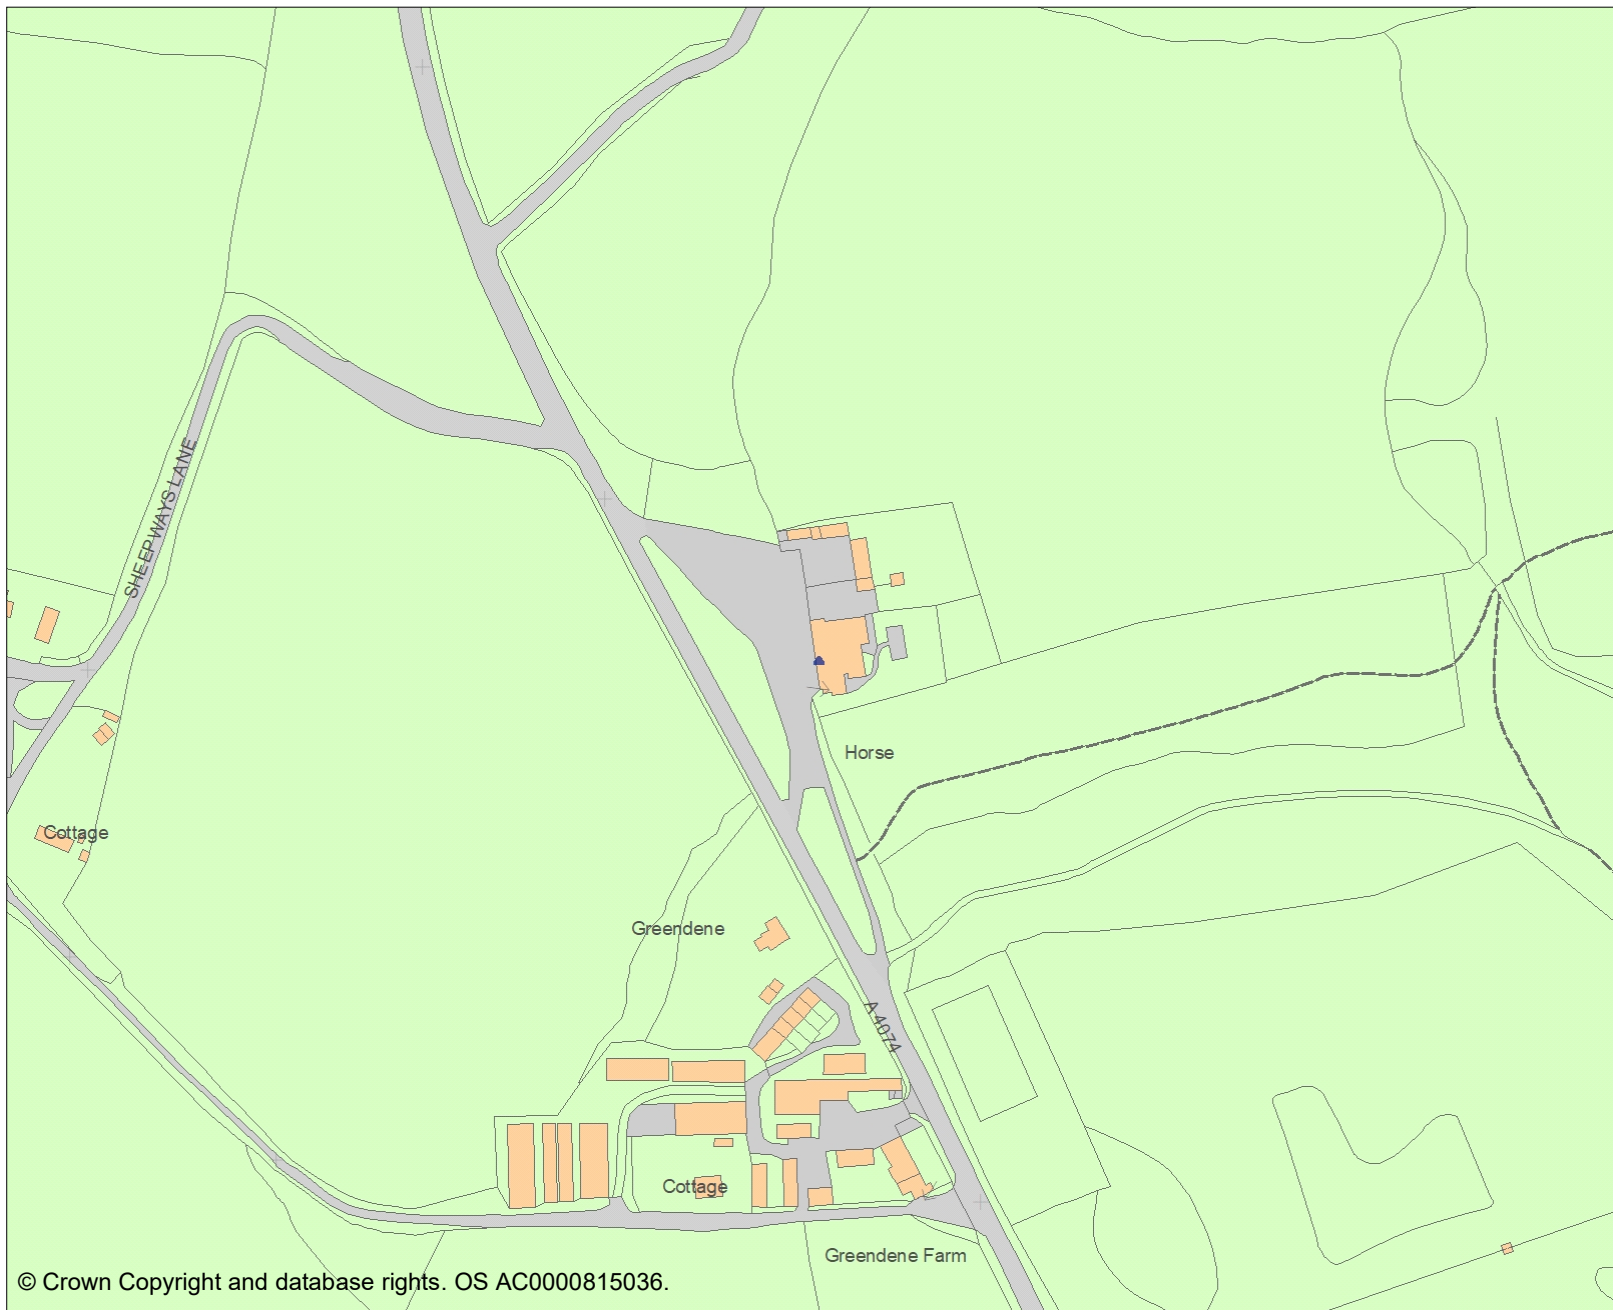 SHEEPWAYS LANE
Horse
Cottage
Greendene
A 4074
Cottage
Greendene Farm
© Crown Copyright and database rights. OS AC0000815036.